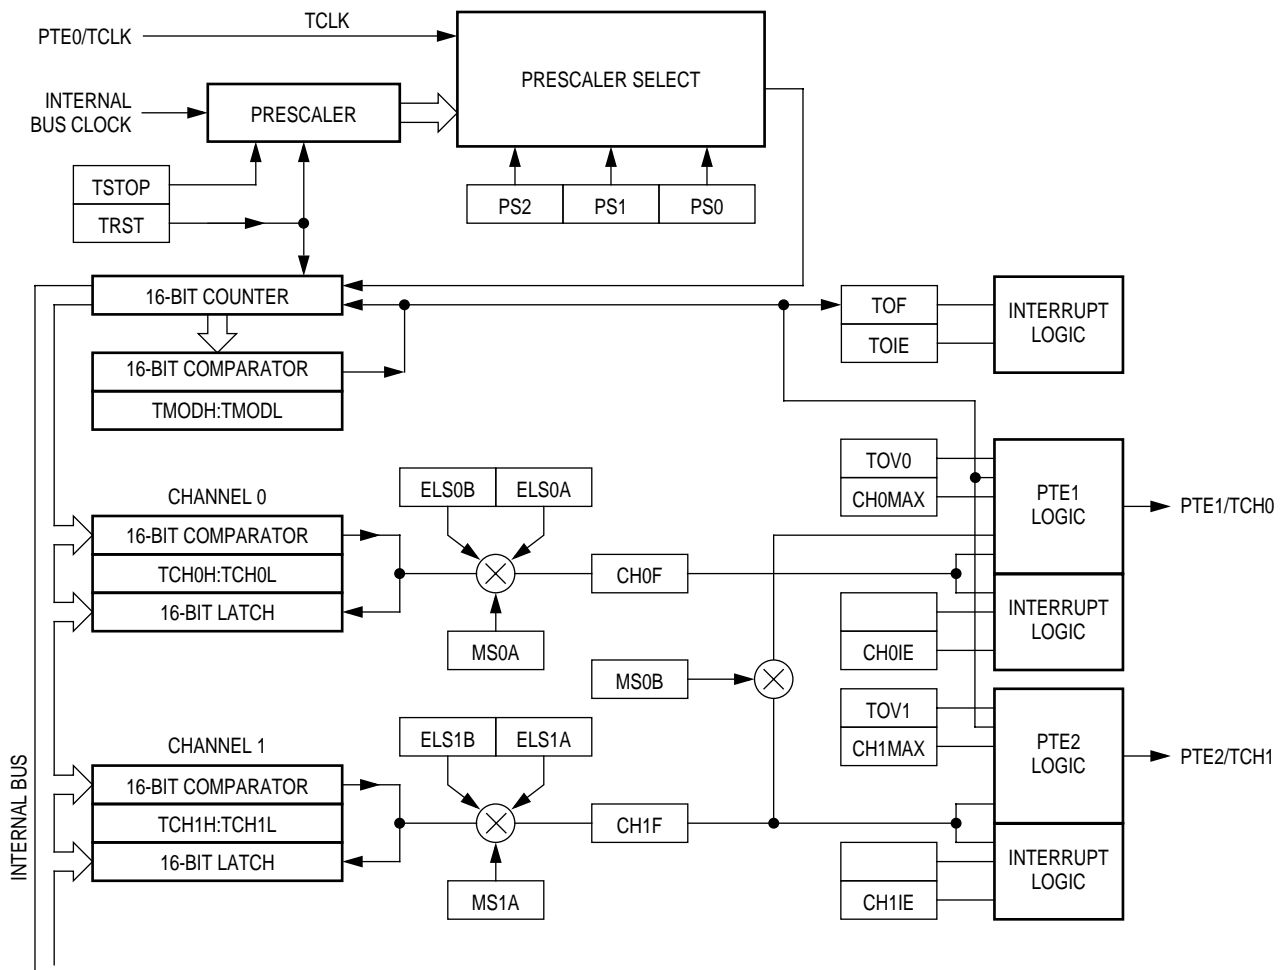 TCLK
PTE0/TCLK
PRESCALER SELECT
INTERNAL
BUS CLOCK
PRESCALER
TSTOP
TRST
PS2
PS1
PS0
16-BIT COUNTER
TOF
TOIE
INTERRUPT
LOGIC
16-BIT COMPARATOR
TMODH:TMODL
CHANNEL 0
16-BIT COMPARATOR
TCH0H:TCH0L
16-BIT LATCH
ELS0B
ELS0A
MS0A
CH0F
TOV0
CH0MAX
PTE1
LOGIC
PTE1/TCH0
INTERRUPT
LOGIC
CH0IE
MS0B
CHANNEL 1
16-BIT COMPARATOR
TCH1H:TCH1L
16-BIT LATCH
ELS1B
ELS1A
MS1A
CH1F
TOV1
CH1MAX
PTE2
LOGIC
PTE2/TCH1
INTERRUPT
LOGIC
CH1IE
INTERNAL BUS